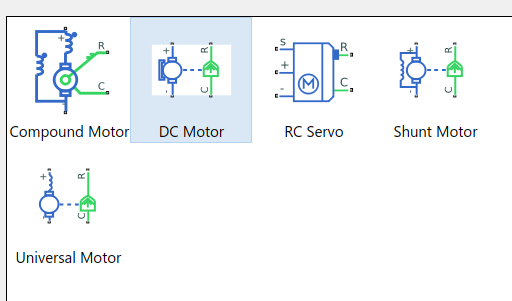 + R
C
Compound Motor
+ R
- C
DC Motor
S
+ R
- C
M
RC Servo
+ R
- C
Shunt Motor
+ R
- C
Universal Motor